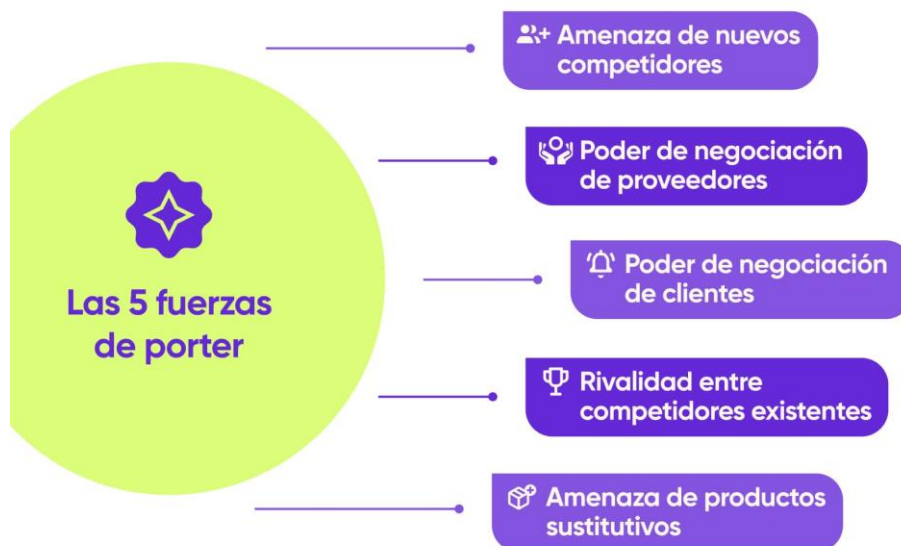 Las 5 fuerzas
de porter
Amenaza de nuevos
competidores
Poder de negociación
de proveedores
Poder de negociación
de clientes
Rivalidad entre
competidores existentes
Amenaza de productos
sustitutivos